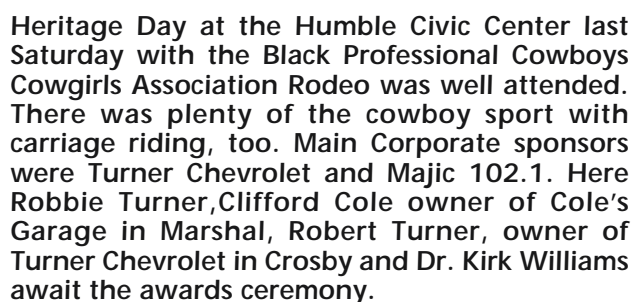 Heritage Day at the Humble Civic Center last
Saturday with the Black Professional Cowboys
Cowgirls Association Rodeo was well attended.
There was plenty of the cowboy sport with
carriage riding, too. Main Corporate sponsors
were Turner Chevrolet and Majic 102.1. Here
Robbie Turner,Clifford Cole owner of Cole's
Garage in Marshal, Robert Turner, owner of
Turner Chevrolet in Crosby and Dr. Kirk Williams
await the awards ceremony.